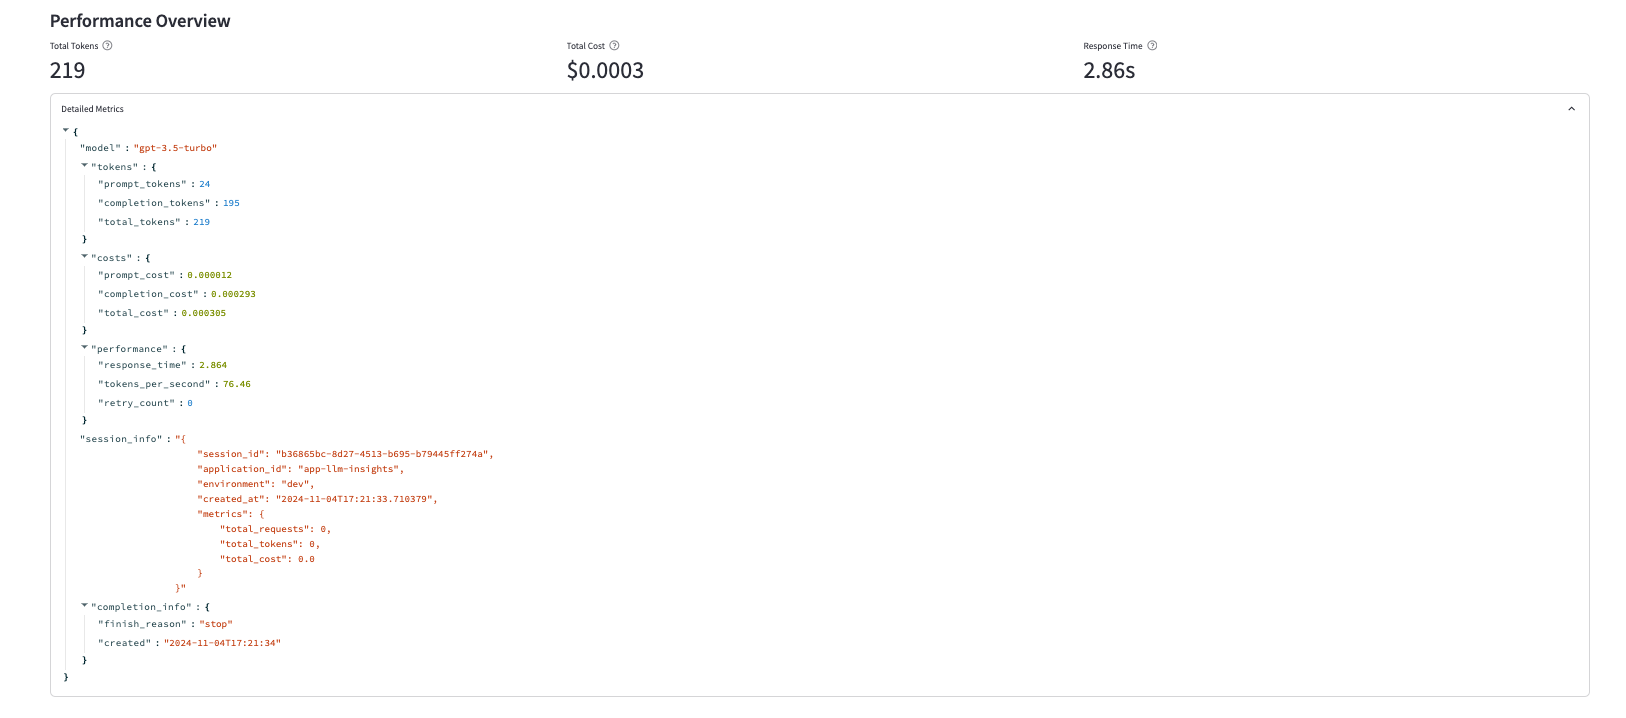 Performance Overview
Total Tokens
Total Cost
Response Time
219
$0.0003
2.86s
Detailed Metrics
{
"model" : "gpt-3.5-turbo"
"tokens" : {
"prompt_tokens" : 24
"completion_tokens" : 195
"total_tokens" : 219
}
"costs" : {
"prompt_cost" : 0.000012
"completion_cost" : 0.000293
"total_cost" : 0.000305
}
"performance" : {
"response_time" : 2.864
"tokens_per_second" : 76.46
"retry_count" : 0
}
"session_info" : "{
"session_id": "b36865bc-8d27-4513-b695-b79445ff274a",
"application_id": "app-llm-insights",
"environment": "dev",
"created_at": "2024-11-04T17:21:33.710379",
"metrics": {
"total_requests": 0,
"total_tokens": 0,
"total_cost": 0.0
}
}"
"completion_info" : {
"finish_reason" : "stop"
"created" : "2024-11-04T17:21:34"
}
}